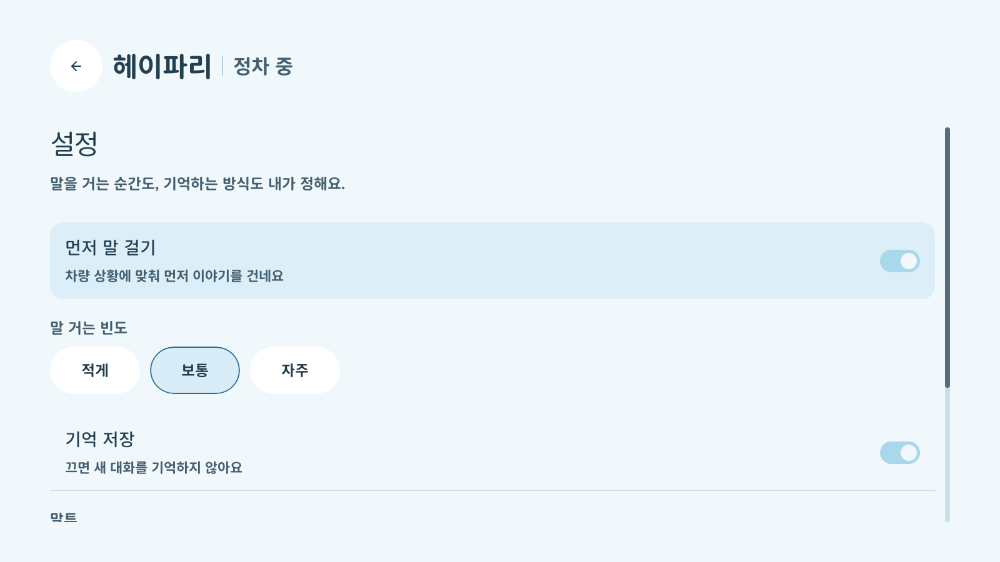 헤이파리
정차 중
설정
말을 거는 순간도, 기억하는 방식도 내가 정해요.
먼저 말 걸기
차량 상황에 맞춰 먼저 이야기를 건네요
말 거는 빈도
적게
보통
자주
기억 저장
끄면 새 대화를 기억하지 않아요